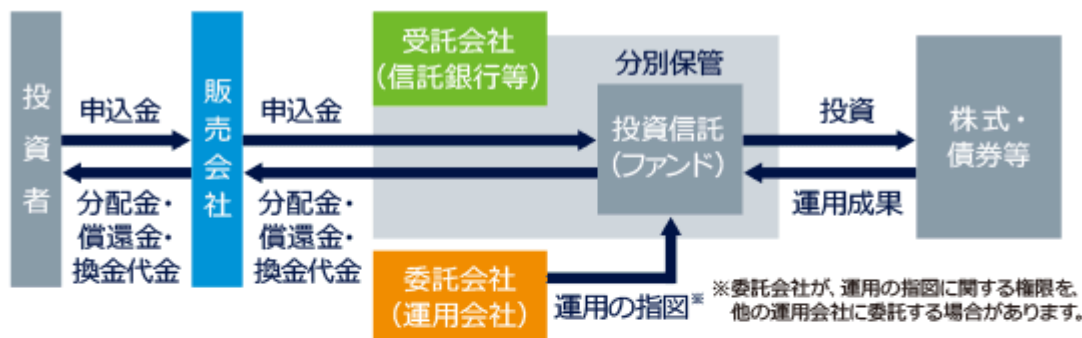 投資者
申込金
分配金・
償還金・
換金代金
販売会社
申込金
分配金・
償還金・
換金代金
受託会社
(信託銀行等)
分別保管
投資信託
(ファンド)
委託会社
(運用会社)
運用の指図※
投資
運用成果
株式・
債券等
※委託会社が、運用の指図に関する権限を、
他の運用会社に委託する場合があります。